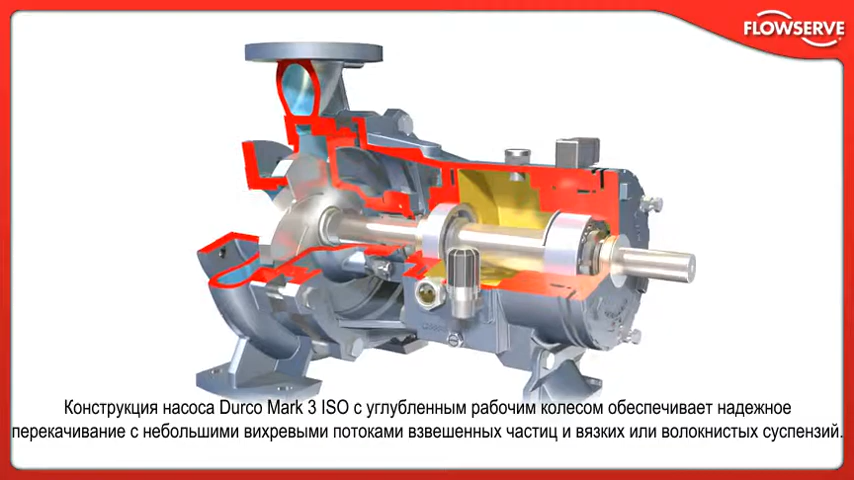 FLOWSERVE
Конструкция насоса Durco Mark 3 ISO с углубленным рабочим колесом обеспечивает надежное
перекачивание с небольшими вихревыми потоками взвешенных частиц и вязких или волокнистых суспензий.